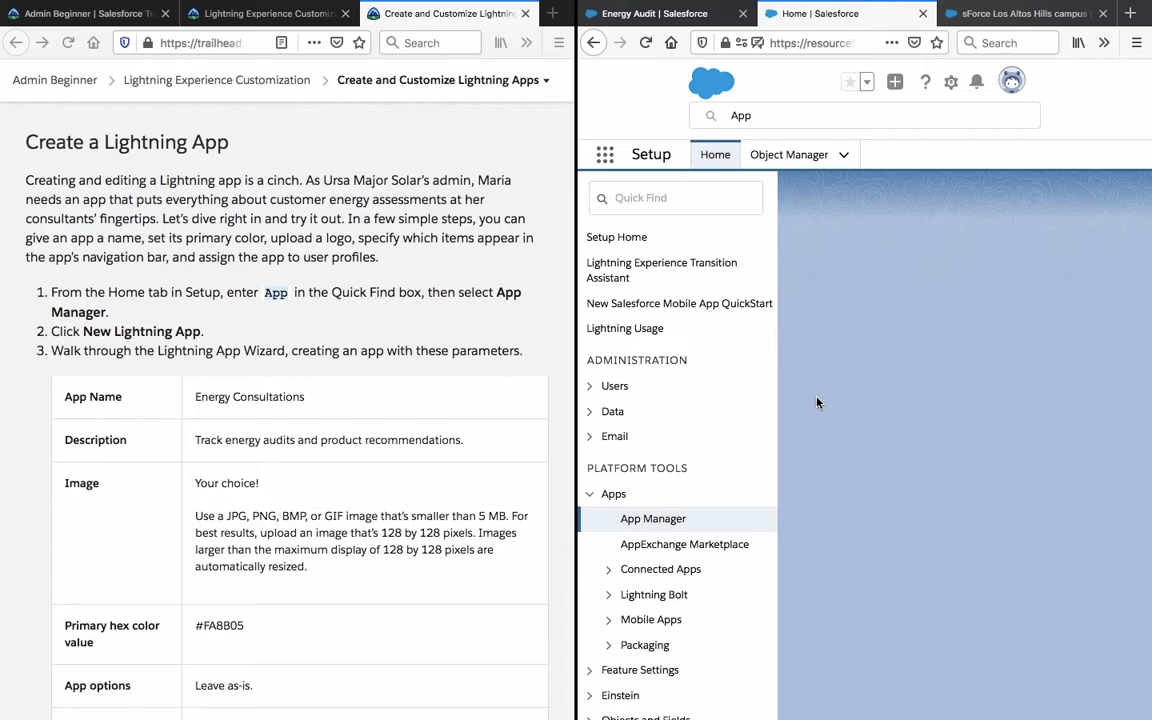 Admin Beginner | Salesforce Tr
Lightning Experience Customiz
Create and Customize Lightning
https://trailhead.
Search
Admin Beginner
Lightning Experience Customization
Create and Customize Lightning Apps
Create a Lightning App
Creating and editing a Lightning app is a cinch. As Ursa Major Solar's admin, Maria
needs an app that puts everything about customer energy assessments at her
consultants' fingertips. Let's dive right in and try it out. In a few simple steps, you can
give an app a name, set its primary color, upload a logo, specify which items appear in
the app's navigation bar, and assign the app to user profiles.
1. From the Home tab in Setup, enter App in the Quick Find box, then select App
Manager.
2. Click New Lightning App.
3. Walk through the Lightning App Wizard, creating an app with these parameters.
App Name
Energy Consultations
Description
Track energy audits and product recommendations.
Image
Your choice!
Use a JPG, PNG, BMP, or GIF image that's smaller than 5 MB. For
best results, upload an image that's 128 by 128 pixels. Images
larger than the maximum display of 128 by 128 pixels are
automatically resized.
Primary hex color
value
#FA8B05
App options
Leave as-is.
Energy Audit | Salesforce
Home | Salesforce
sForce Los Altos Hills campus
https://resource
Search
App
Setup
Home
Object Manager
Quick Find
Setup Home
Lightning Experience Transition
Assistant
New Salesforce Mobile App QuickStart
Lightning Usage
ADMINISTRATION
Users
Data
Email
PLATFORM TOOLS
Apps
App Manager
AppExchange Marketplace
Connected Apps
Lightning Bolt
Mobile Apps
Packaging
Feature Settings
Einstein
Objects and Fields